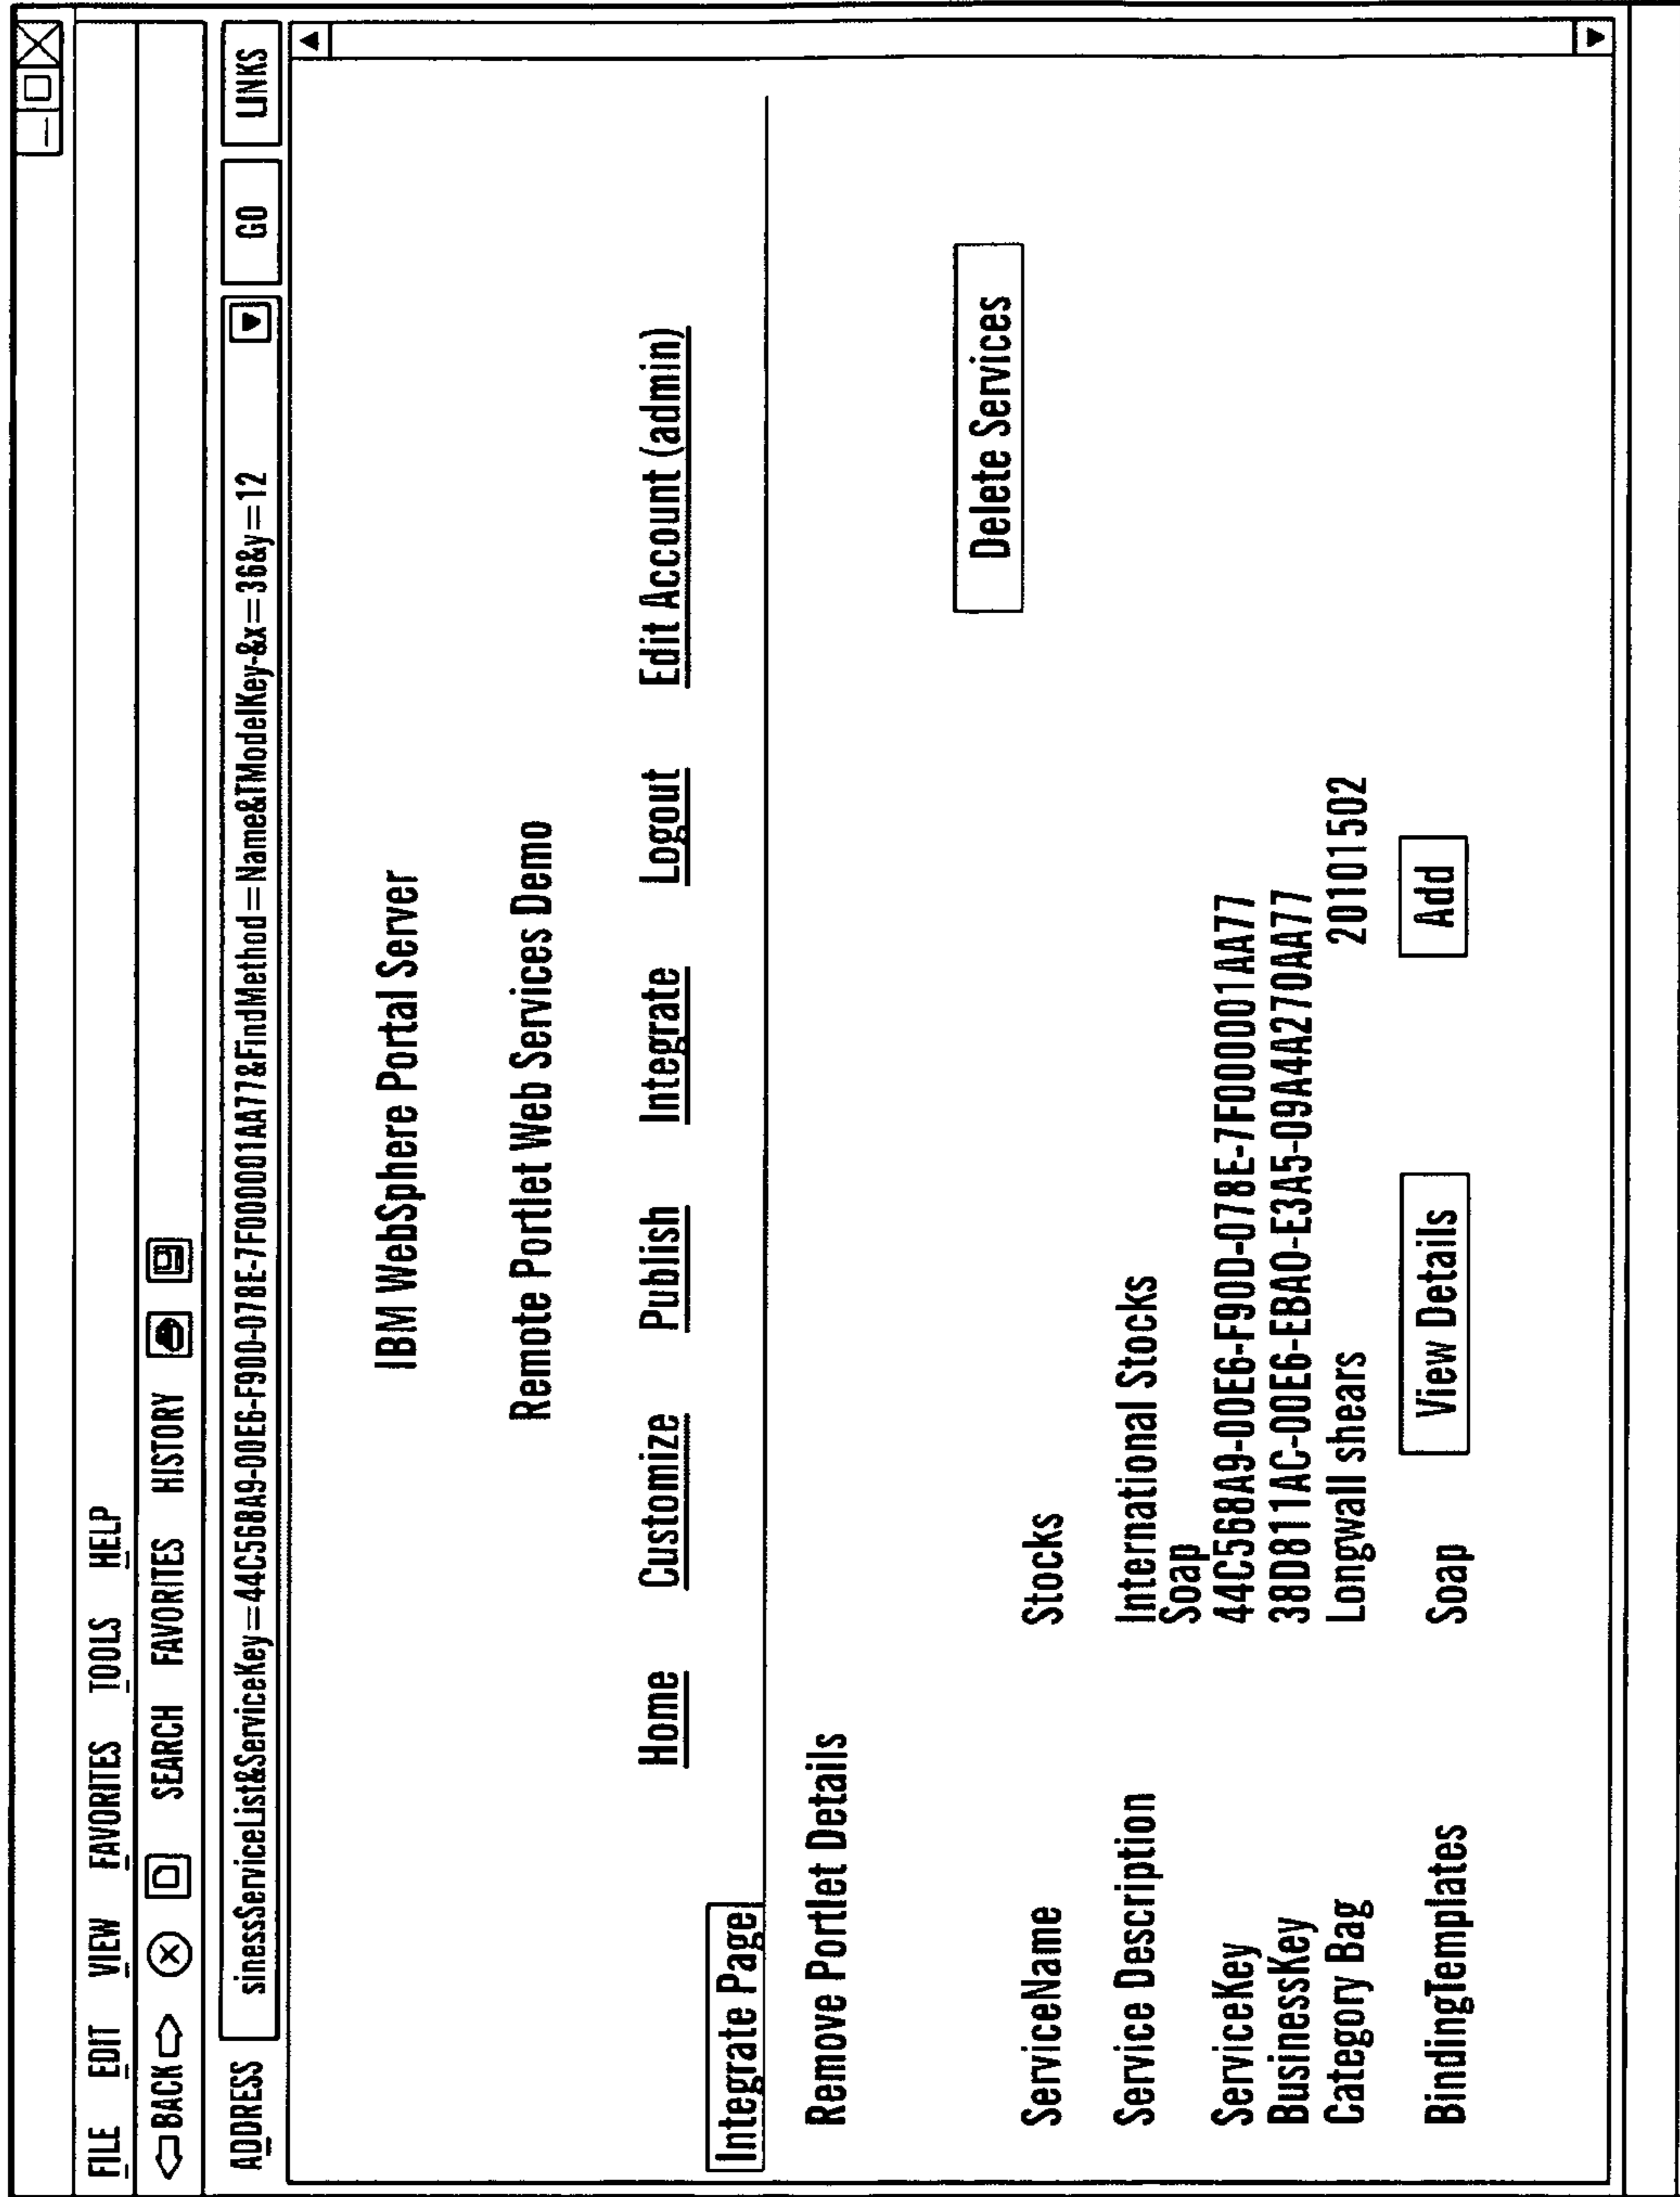 FILE EDIT VIEW FAVORITES TOOLS HELP
BACK SEARCH FAVORITES HISTORY
ADDRESS sinessServiceList&ServiceKey=44C568A9-00E6-F90D-078E-7F000001AA77&FindMethod=Name&TModelKey-&x=36&y=12 GO LINKS
IBM WebSphere Portal Server
Remote Portlet Web Services Demo
Home Customize Publish Integrate Logout Edit Account (admin)
Integrate Page
Remove Portlet Details
Delete Services
ServiceName Stocks
Service Description International Stocks
Soap
ServiceKey 44C568A9-00E6-F90D-078E-7F000001AA77
BusinessKey 38D811AC-00E6-EBA0-E3A5-09A4A270AA77
Category Bag Longwall shears 20101502
BindingTemplates Soap View Details Add